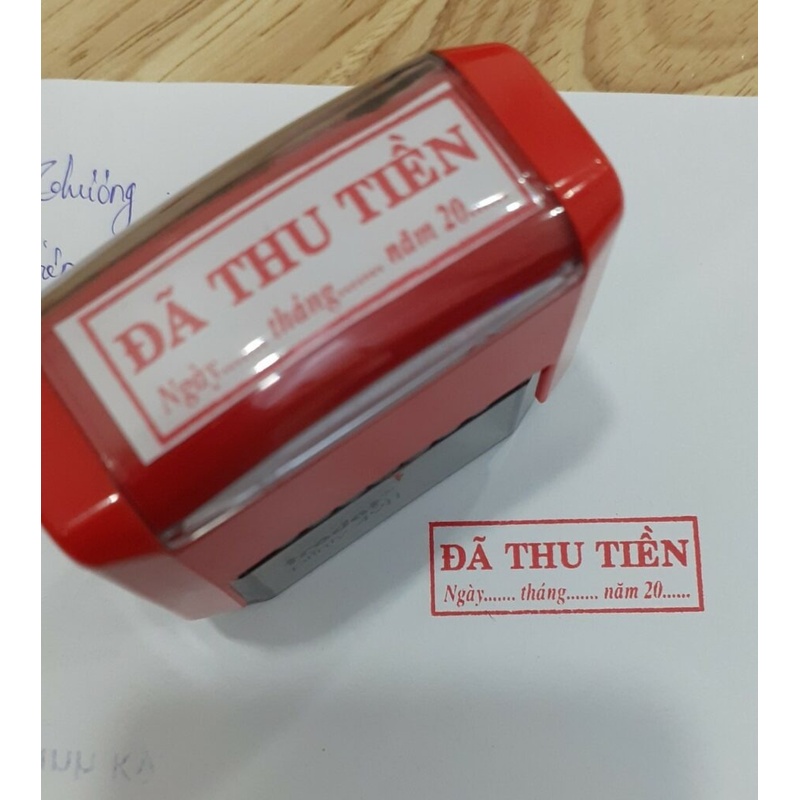 ĐÃ THU TIỀN
Ngày...... tháng....... năm 20......
ĐÃ THU TIỀN
Ngày....... tháng....... năm 20......